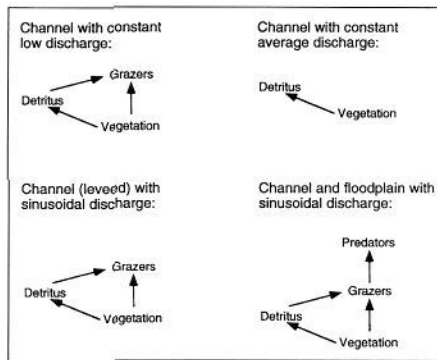 Channel with constant
low discharge:
Grazers
Detritus
Vegetation
Channel with constant
average discharge:
Detritus
Vegetation
Channel (leveed) with
sinusoidal discharge:
Grazers
Detritus
Vegetation
Channel and floodplain with
sinusoidal discharge:
Predators
Grazers
Detritus
Vegetation